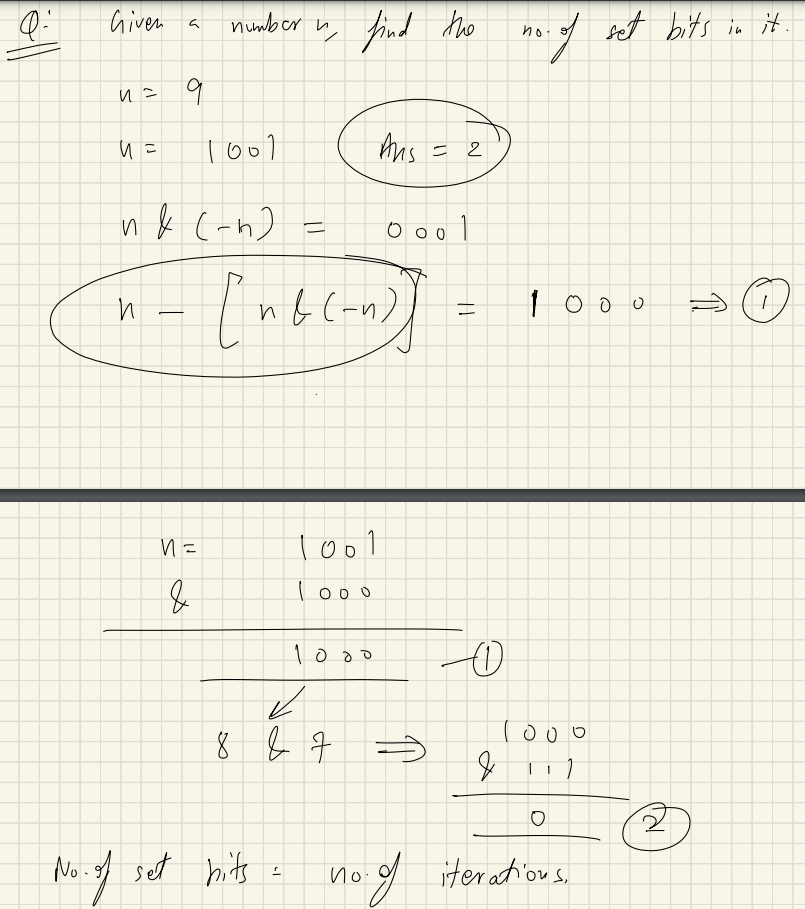 Q: Given a number n, find the no. of set bits in it.
n = 9
n = 1001 Ans = 2
n & (-n) = 0001
n - [n & (-n)] = 1000 ⇒ 1
n = 1001
& 1000
1000 - 1
8 & 7 ⇒ 1000
& 111
0 2
No. of set bits = no. of iterations.